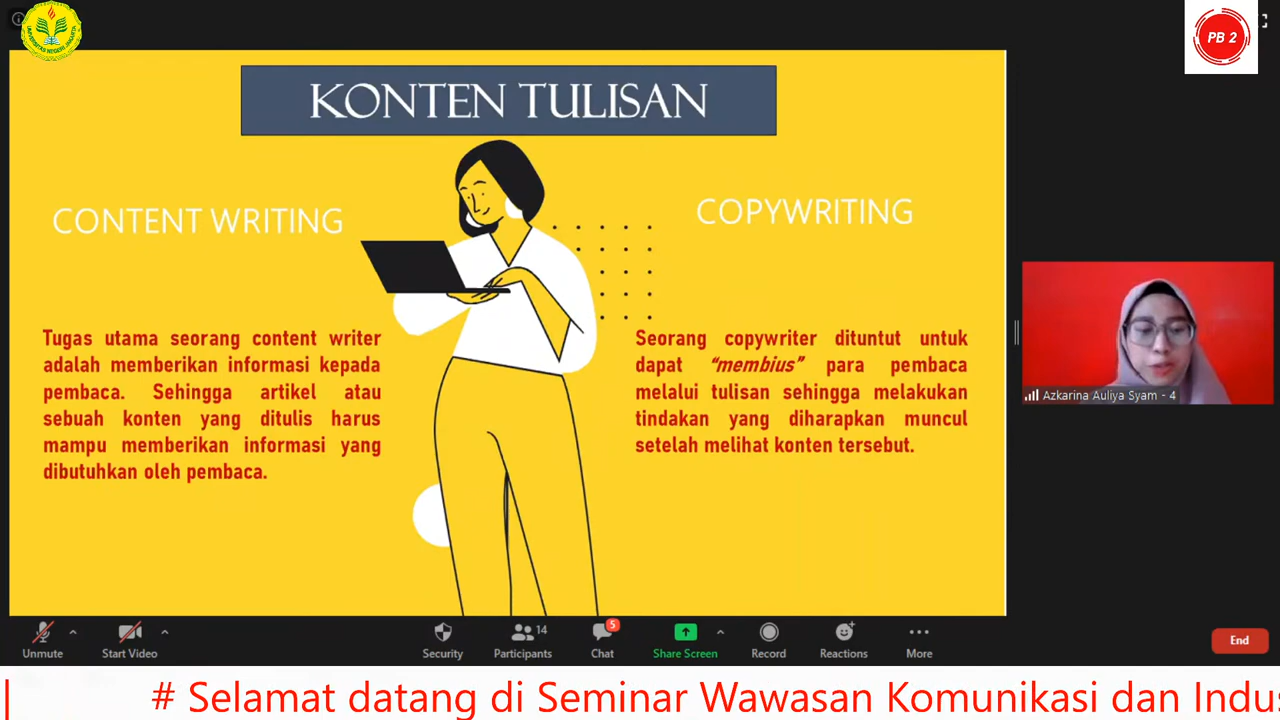 UNIVERSITAS NEGERI JAKARTA
PB 2
KONTEN TULISAN
CONTENT WRITING
Tugas utama seorang content writer
adalah memberikan informasi kepada
pembaca. Sehingga artikel atau
sebuah konten yang ditulis harus
mampu memberikan informasi yang
dibutuhkan oleh pembaca.
COPYWRITING
Seorang copywriter dituntut untuk
dapat “membius” para pembaca
melalui tulisan sehingga melakukan
tindakan yang diharapkan muncul
setelah melihat konten tersebut.
Azkarina Auliya Syam - 4
Unmute
Start Video
Security
14
Participants
5
Chat
Share Screen
Record
Reactions
More
End
| # Selamat datang di Seminar Wawasan Komunikasi dan Indus